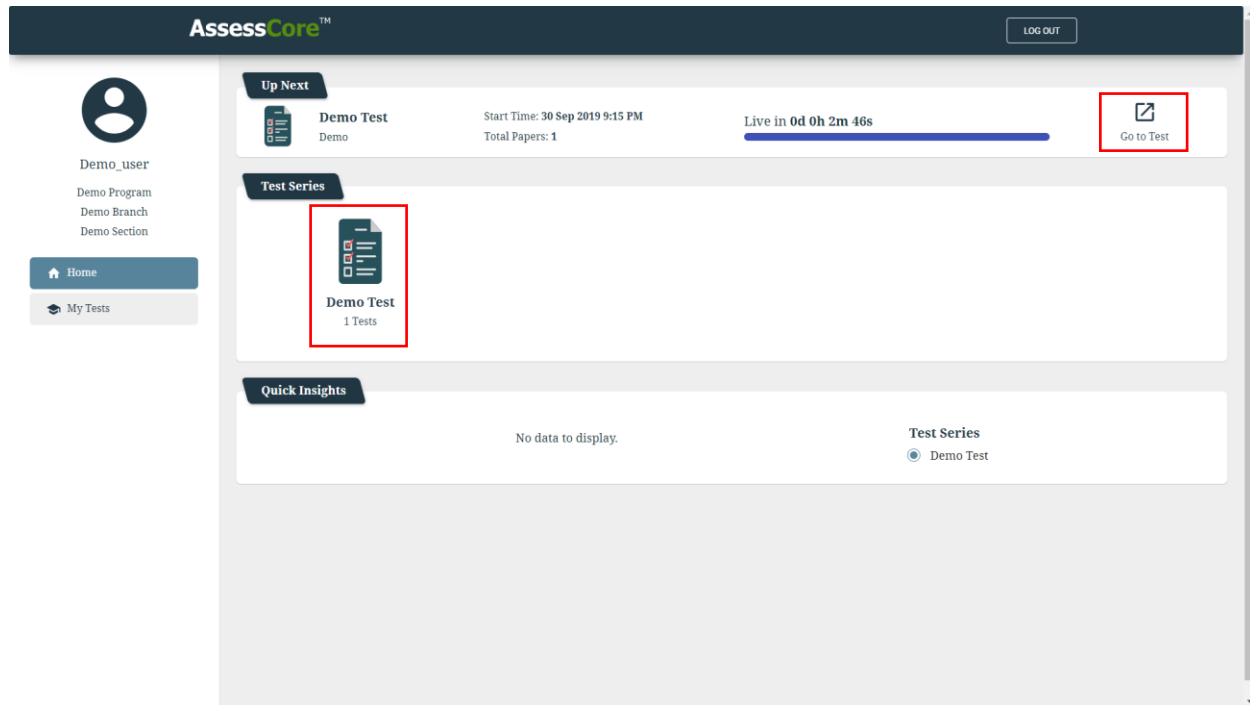 AssessCore™
LOG OUT
Demo_user
Demo Program
Demo Branch
Demo Section
Home
My Tests
Up Next
Demo Test
Demo
Start Time: 30 Sep 2019 9:15 PM
Total Papers: 1
Live in 0d 0h 2m 46s
Go to Test
Test Series
Demo Test
1 Tests
Quick Insights
No data to display.
Test Series
Demo Test